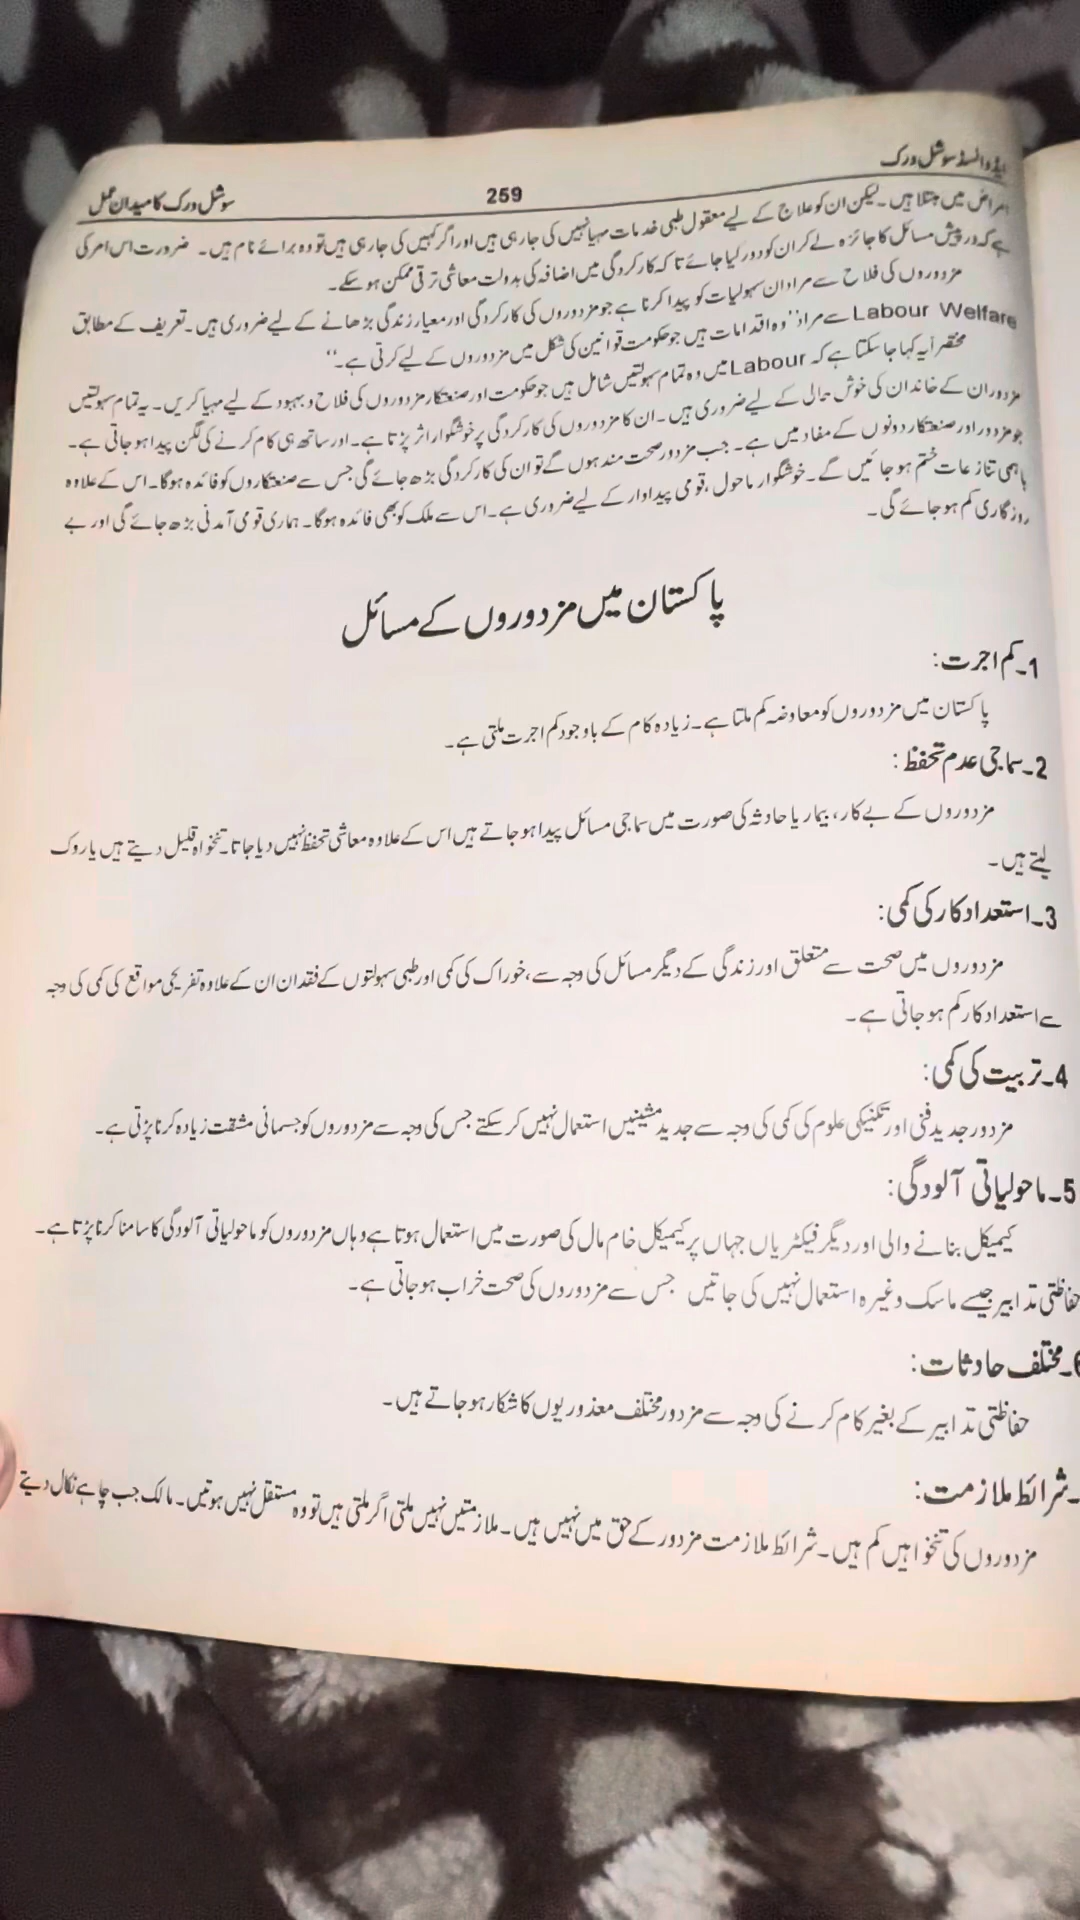 ایڈوانسڈ سوشل ورک
259
سوشل ورک کا میدان عمل
امراض میں مبتلا ہیں۔ لیکن ان کو علاج کے لیے معقول طبی خدمات مہیا نہیں کی جا رہی ہیں اور اگر کہیں کی جا رہی ہیں تو وہ برائے نام ہیں۔ ضرورت اس امر کی
ہے کہ درپیش مسائل کا جائزہ لے کر ان کو دور کیا جائے تا کہ کارکردگی میں اضافہ کی بدولت معاشی ترقی ممکن ہو سکے۔
مزدوروں کی فلاح سے مراد ان سہولیات کو پیدا کرنا ہے جو مزدوروں کی کارکردگی اور معیار زندگی بڑھانے کے لیے ضروری ہیں۔ تعریف کے مطابق
Labour Welfare سے مراد "وہ اقدامات ہیں جو حکومت قوانین کی شکل میں مزدوروں کے لیے کرتی ہے۔"
مختصراً یہ کہا جا سکتا ہے کہ Labour میں وہ تمام سہولتیں شامل ہیں جو حکومت اور صنعتکار مزدوروں کی فلاح و بہبود کے لیے مہیا کریں۔ یہ تمام سہولتیں
مزدور ان کے خاندان کی خوش حالی کے لیے ضروری ہیں۔ ان کا مزدوروں کی کارکردگی پر خوشگوار اثر پڑتا ہے۔ اور ساتھ ہی کام کرنے کی لگن پیدا ہو جاتی ہے۔
جو مزدور اور صنعتکار دونوں کے مفاد میں ہے۔ جب مزدور صحت مند ہوں گے تو ان کی کارکردگی بڑھ جائے گی جس سے صنعتکاروں کو فائدہ ہوگا۔ اس کے علاوہ
باہمی تنازعات ختم ہو جائیں گے۔ خوشگوار ماحول، قومی پیداوار کے لیے ضروری ہے۔ اس سے ملک کو بھی فائدہ ہوگا۔ ہماری قومی آمدنی بڑھ جائے گی اور بے
روزگاری کم ہو جائے گی۔
پاکستان میں مزدوروں کے مسائل
1۔ کم اجرت:
پاکستان میں مزدوروں کو معاوضہ کم ملتا ہے۔ زیادہ کام کے باوجود کم اجرت ملتی ہے۔
2۔ سماجی عدم تحفظ:
مزدوروں کے بے کار، بیمار یا حادثہ کی صورت میں سماجی مسائل پیدا ہو جاتے ہیں اس کے علاوہ معاشی تحفظ نہیں دیا جاتا۔ تنخواہ قلیل دیتے ہیں یا روک
لیتے ہیں۔
3۔ استعداد کار کی کمی:
مزدوروں میں صحت سے متعلق اور زندگی کے دیگر مسائل کی وجہ سے، خوراک کی کمی اور طبی سہولتوں کے فقدان ان کے علاوہ تفریحی مواقع کی کمی کی وجہ
سے استعداد کار کم ہو جاتی ہے۔
4۔ تربیت کی کمی:
مزدور جدید فنی اور تکنیکی علوم کی کمی کی وجہ سے جدید مشینیں استعمال نہیں کر سکتے جس کی وجہ سے مزدوروں کو جسمانی مشقت زیادہ کرنا پڑتی ہے۔
5۔ ماحولیاتی آلودگی:
کیمیکل بنانے والی اور دیگر فیکٹریاں جہاں پر کیمیکل خام مال کی صورت میں استعمال ہوتا ہے وہاں مزدوروں کو ماحولیاتی آلودگی کا سامنا کرنا پڑتا ہے۔
حفاظتی تدابیر جیسے ماسک وغیرہ استعمال نہیں کی جاتیں جس سے مزدوروں کی صحت خراب ہو جاتی ہے۔
6۔ مختلف حادثات:
حفاظتی تدابیر کے بغیر کام کرنے کی وجہ سے مزدور مختلف معذوریوں کا شکار ہو جاتے ہیں۔
۔ شرائط ملازمت:
مزدوروں کی تنخواہیں کم ہیں۔ شرائط ملازمت مزدور کے حق میں نہیں ہیں۔ ملازمتیں نہیں ملتی اگر ملتی ہیں تو وہ مستقل نہیں ہوتیں۔ مالک جب چاہے نکال دیتے